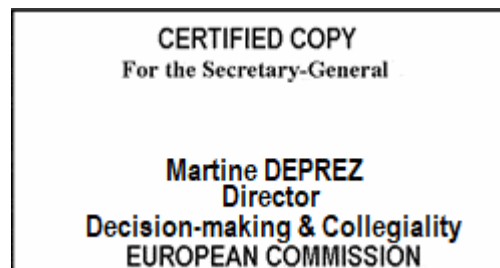 CERTIFIED COPY
For the Secretary-General
Martine DEPREZ
Director
Decision-making & Collegiality
EUROPEAN COMMISSION